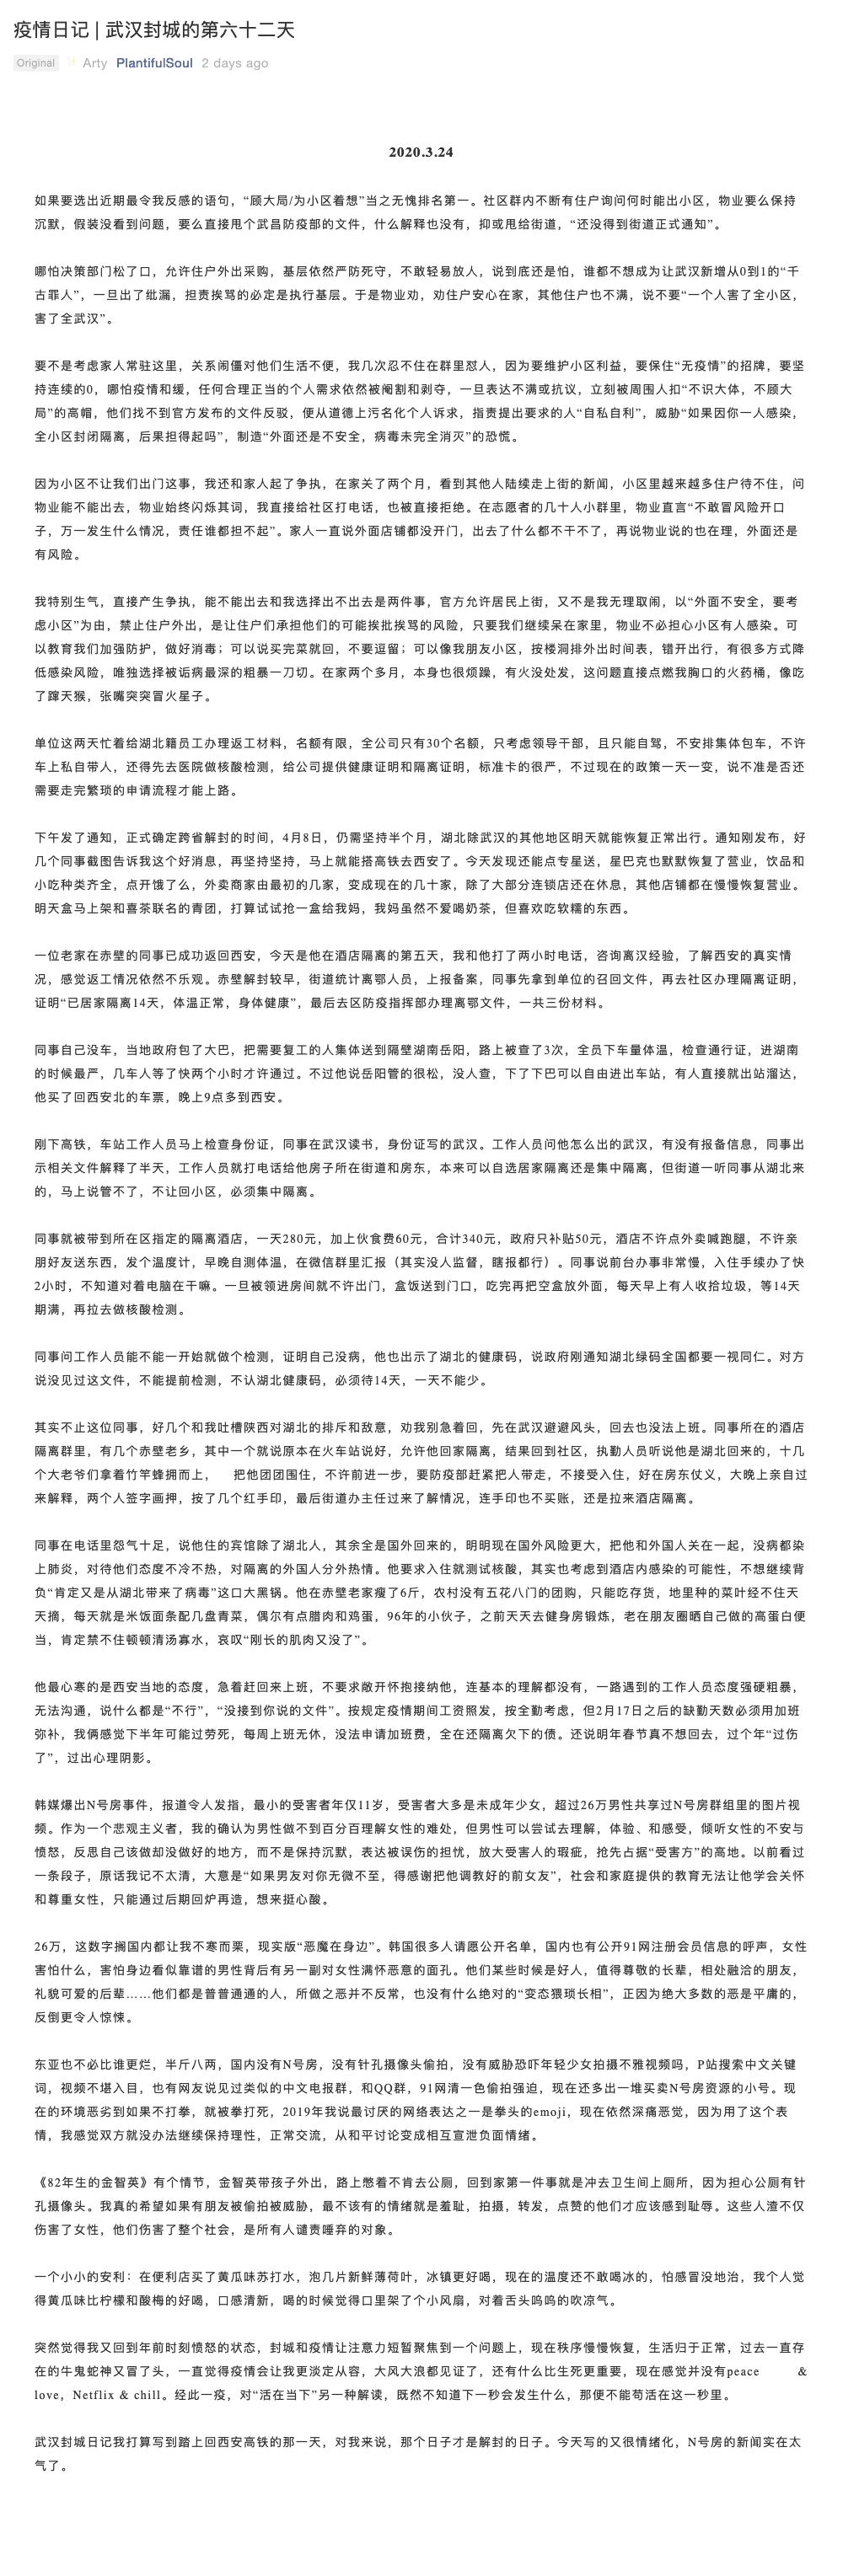 疫情日记 | 武汉封城的第六十二天
Original ✨ Arty PlantifulSoul 2 days ago
2020.3.24
如果要选出近期最令我反感的语句，“顾大局/为小区着想”当之无愧排名第一。社区群内不断有住户询问何时能出小区，物业要么保持
沉默，假装没看到问题，要么直接甩个武昌防疫部的文件，什么解释也没有，抑或甩给街道，“还没得到街道正式通知”。
哪怕决策部门松了口，允许住户外出采购，基层依然严防死守，不敢轻易放人，说到底还是怕，谁都不想成为让武汉新增从0到1的“千
古罪人”，一旦出了纰漏，担责挨骂的必定是执行基层。于是物业劝，劝住户安心在家，其他住户也不满，说不要“一个人害了全小区，
害了全武汉”。
要不是考虑家人常驻这里，关系闹僵对他们生活不便，我几次忍不住在群里怼人，因为要维护小区利益，要保住“无疫情”的招牌，要坚
持连续的0，哪怕疫情和缓，任何合理正当的个人需求依然被阉割和剥夺，一旦表达不满或抗议，立刻被周围人扣“不识大体，不顾大
局”的高帽，他们找不到官方发布的文件反驳，便从道德上污名化个人诉求，指责提出要求的人“自私自利”，威胁“如果因你一人感染，
全小区封闭隔离，后果担得起吗”，制造“外面还是不安全，病毒未完全消灭”的恐慌。
因为小区不让我们出门这事，我还和家人起了争执，在家关了两个月，看到其他人陆续走上街的新闻，小区里越来越多住户待不住，问
物业能不能出去，物业始终闪烁其词，我直接给社区打电话，也被直接拒绝。在志愿者的几十人小群里，物业直言“不敢冒风险开口
子，万一发生什么情况，责任谁都担不起”。家人一直说外面店铺都没开门，出去了什么都不干不了，再说物业说的也在理，外面还是
有风险。
我特别生气，直接产生争执，能不能出去和我选择出不出去是两件事，官方允许居民上街，又不是我无理取闹，以“外面不安全，要考
虑小区”为由，禁止住户外出，是让住户们承担他们的可能挨批挨骂的风险，只要我们继续呆在家里，物业不必担心小区有人感染。可
以教育我们加强防护，做好消毒；可以说买完菜就回，不要逗留；可以像我朋友小区，按楼洞排外出时间表，错开出行，有很多方式降
低感染风险，唯独选择被诟病最深的粗暴一刀切。在家两个多月，本身也很烦躁，有火没处发，这问题直接点燃我胸口的火药桶，像吃
了蹿天猴，张嘴突突冒火星子。
单位这两天忙着给湖北籍员工办理返工材料，名额有限，全公司只有30个名额，只考虑领导干部，且只能自驾，不安排集体包车，不许
车上私自带人，还得先去医院做核酸检测，给公司提供健康证明和隔离证明，标准卡的很严，不过现在的政策一天一变，说不准是否还
需要走完繁琐的申请流程才能上路。
下午发了通知，正式确定跨省解封的时间，4月8日，仍需坚持半个月，湖北除武汉的其他地区明天就能恢复正常出行。通知刚发布，好
几个同事截图告诉我这个好消息，再坚持坚持，马上就能搭高铁去西安了。今天发现还能点专星送，星巴克也默默恢复了营业，饮品和
小吃种类齐全，点开饿了么，外卖商家由最初的几家，变成现在的几十家，除了大部分连锁店还在休息，其他店铺都在慢慢恢复营业。
明天盒马上架和喜茶联名的青团，打算试试抢一盒给我妈，我妈虽然不爱喝奶茶，但喜欢吃软糯的东西。
一位老家在赤壁的同事已成功返回西安，今天是他在酒店隔离的第五天，我和他打了两小时电话，咨询离汉经验，了解西安的真实情
况，感觉返工情况依然不乐观。赤壁解封较早，街道统计离鄂人员，上报备案，同事先拿到单位的召回文件，再去社区办理隔离证明，
证明“已居家隔离14天，体温正常，身体健康”，最后去区防疫指挥部办理离鄂文件，一共三份材料。
同事自己没车，当地政府包了大巴，把需要复工的人集体送到隔壁湖南岳阳，路上被查了3次，全员下车量体温，检查通行证，进湖南
的时候最严，几车人等了快两个小时才许通过。不过他说岳阳管的很松，没人查，下了下巴可以自由进出车站，有人直接就出站溜达，
他买了回西安北的车票，晚上9点多到西安。
刚下高铁，车站工作人员马上检查身份证，同事在武汉读书，身份证写的武汉。工作人员问他怎么出的武汉，有没有报备信息，同事出
示相关文件解释了半天，工作人员就打电话给他房子所在街道和房东，本来可以自选居家隔离还是集中隔离，但街道一听同事从湖北来
的，马上说管不了，不让回小区，必须集中隔离。
同事就被带到所在区指定的隔离酒店，一天280元，加上伙食费60元，合计340元，政府只补贴50元，酒店不许点外卖喊跑腿，不许亲
朋好友送东西，发个温度计，早晚自测体温，在微信群里汇报（其实没人监督，瞎报都行）。同事说前台办事非常慢，入住手续办了快
2小时，不知道对着电脑在干嘛。一旦被领进房间就不许出门，盒饭送到门口，吃完再把空盒放外面，每天早上有人收拾垃圾，等14天
期满，再拉去做核酸检测。
同事问工作人员能不能一开始就做个检测，证明自己没病，他也出示了湖北的健康码，说政府刚通知湖北绿码全国都要一视同仁。对方
说没见过这文件，不能提前检测，不认湖北健康码，必须待14天，一天不能少。
其实不止这位同事，好几个和我吐槽陕西对湖北的排斥和敌意，劝我别急着回，先在武汉避避风头，回去也没法上班。同事所在的酒店
隔离群里，有几个赤壁老乡，其中一个就说原本在火车站说好，允许他回家隔离，结果回到社区，执勤人员听说他是湖北回来的，十几
个大老爷们拿着竹竿蜂拥而上， 把他团团围住，不许前进一步，要防疫部赶紧把人带走，不接受入住，好在房东仗义，大晚上亲自过
来解释，两个人签字画押，按了几个红手印，最后街道办主任过来了解情况，连手印也不买账，还是拉来酒店隔离。
同事在电话里怨气十足，说他住的宾馆除了湖北人，其余全是国外回来的，明明现在国外风险更大，把他和外国人关在一起，没病都染
上肺炎，对待他们态度不冷不热，对隔离的外国人分外热情。他要求入住就测试核酸，其实也考虑到酒店内感染的可能性，不想继续背
负“肯定又是从湖北带来了病毒”这口大黑锅。他在赤壁老家瘦了6斤，农村没有五花八门的团购，只能吃存货，地里种的菜叶经不住天
天摘，每天就是米饭面条配几盘青菜，偶尔有点腊肉和鸡蛋，96年的小伙子，之前天天去健身房锻炼，老在朋友圈晒自己做的高蛋白便
当，肯定禁不住顿顿清汤寡水，哀叹“刚长的肌肉又没了”。
他最心寒的是西安当地的态度，急着赶回来上班，不要求敞开怀抱接纳他，连基本的理解都没有，一路遇到的工作人员态度强硬粗暴，
无法沟通，说什么都是“不行”，“没接到你说的文件”。按规定疫情期间工资照发，按全勤考虑，但2月17日之后的缺勤天数必须用加班
弥补，我俩感觉下半年可能过劳死，每周上班无休，没法申请加班费，全在还隔离欠下的债。还说明年春节真不想回去，过个年“过伤
了”，过出心理阴影。
韩媒爆出N号房事件，报道令人发指，最小的受害者年仅11岁，受害者大多是未成年少女，超过26万男性共享过N号房群组里的图片视
频。作为一个悲观主义者，我的确认为男性做不到百分百理解女性的难处，但男性可以尝试去理解，体验、和感受，倾听女性的不安与
愤怒，反思自己该做却没做好的地方，而不是保持沉默，表达被误伤的担忧，放大受害人的瑕疵，抢先占据“受害方”的高地。以前看过
一条段子，原话我记不太清，大意是“如果男友对你无微不至，得感谢把他调教好的前女友”，社会和家庭提供的教育无法让他学会关怀
和尊重女性，只能通过后期回炉再造，想来挺心酸。
26万，这数字搁国内都让我不寒而栗，现实版“恶魔在身边”。韩国很多人请愿公开名单，国内也有公开91网注册会员信息的呼声，女性
害怕什么，害怕身边看似靠谱的男性背后有另一副对女性满怀恶意的面孔。他们某些时候是好人，值得尊敬的长辈，相处融洽的朋友，
礼貌可爱的后辈……他们都是普普通通的人，所做之恶并不反常，也没有什么绝对的“变态猥琐长相”，正因为绝大多数的恶是平庸的，
反倒更令人惊悚。
东亚也不必比谁更烂，半斤八两，国内没有N号房，没有针孔摄像头偷拍，没有威胁恐吓年轻少女拍摄不雅视频吗，P站搜索中文关键
词，视频不堪入目，也有网友说见过类似的中文电报群，和QQ群，91网清一色偷拍强迫，现在还多出一堆买卖N号房资源的小号。现
在的环境恶劣到如果不打拳，就被拳打死，2019年我说最讨厌的网络表达之一是拳头的emoji，现在依然深痛恶觉，因为用了这个表
情，我感觉双方就没办法继续保持理性，正常交流，从和平讨论变成相互宣泄负面情绪。
《82年生的金智英》有个情节，金智英带孩子外出，路上憋着不肯去公厕，回到家第一件事就是冲去卫生间上厕所，因为担心公厕有针
孔摄像头。我真的希望如果有朋友被偷拍被威胁，最不该有的情绪就是羞耻，拍摄，转发，点赞的他们才应该感到耻辱。这些人渣不仅
伤害了女性，他们伤害了整个社会，是所有人谴责唾弃的对象。
一个小小的安利：在便利店买了黄瓜味苏打水，泡几片新鲜薄荷叶，冰镇更好喝，现在的温度还不敢喝冰的，怕感冒没地治，我个人觉
得黄瓜味比柠檬和酸梅的好喝，口感清新，喝的时候觉得口里架了个小风扇，对着舌头呜呜的吹凉气。
突然觉得我又回到年前时刻愤怒的状态，封城和疫情让注意力短暂聚焦到一个问题上，现在秩序慢慢恢复，生活归于正常，过去一直存
在的牛鬼蛇神又冒了头，一直觉得疫情会让我更淡定从容，大风大浪都见证了，还有什么比生死更重要，现在感觉并没有peace &
love，Netflix & chill。经此一疫，对“活在当下”另一种解读，既然不知道下一秒会发生什么，那便不能苟活在这一秒里。
武汉封城日记我打算写到踏上回西安高铁的那一天，对我来说，那个日子才是解封的日子。今天写的又很情绪化，N号房的新闻实在太
气了。